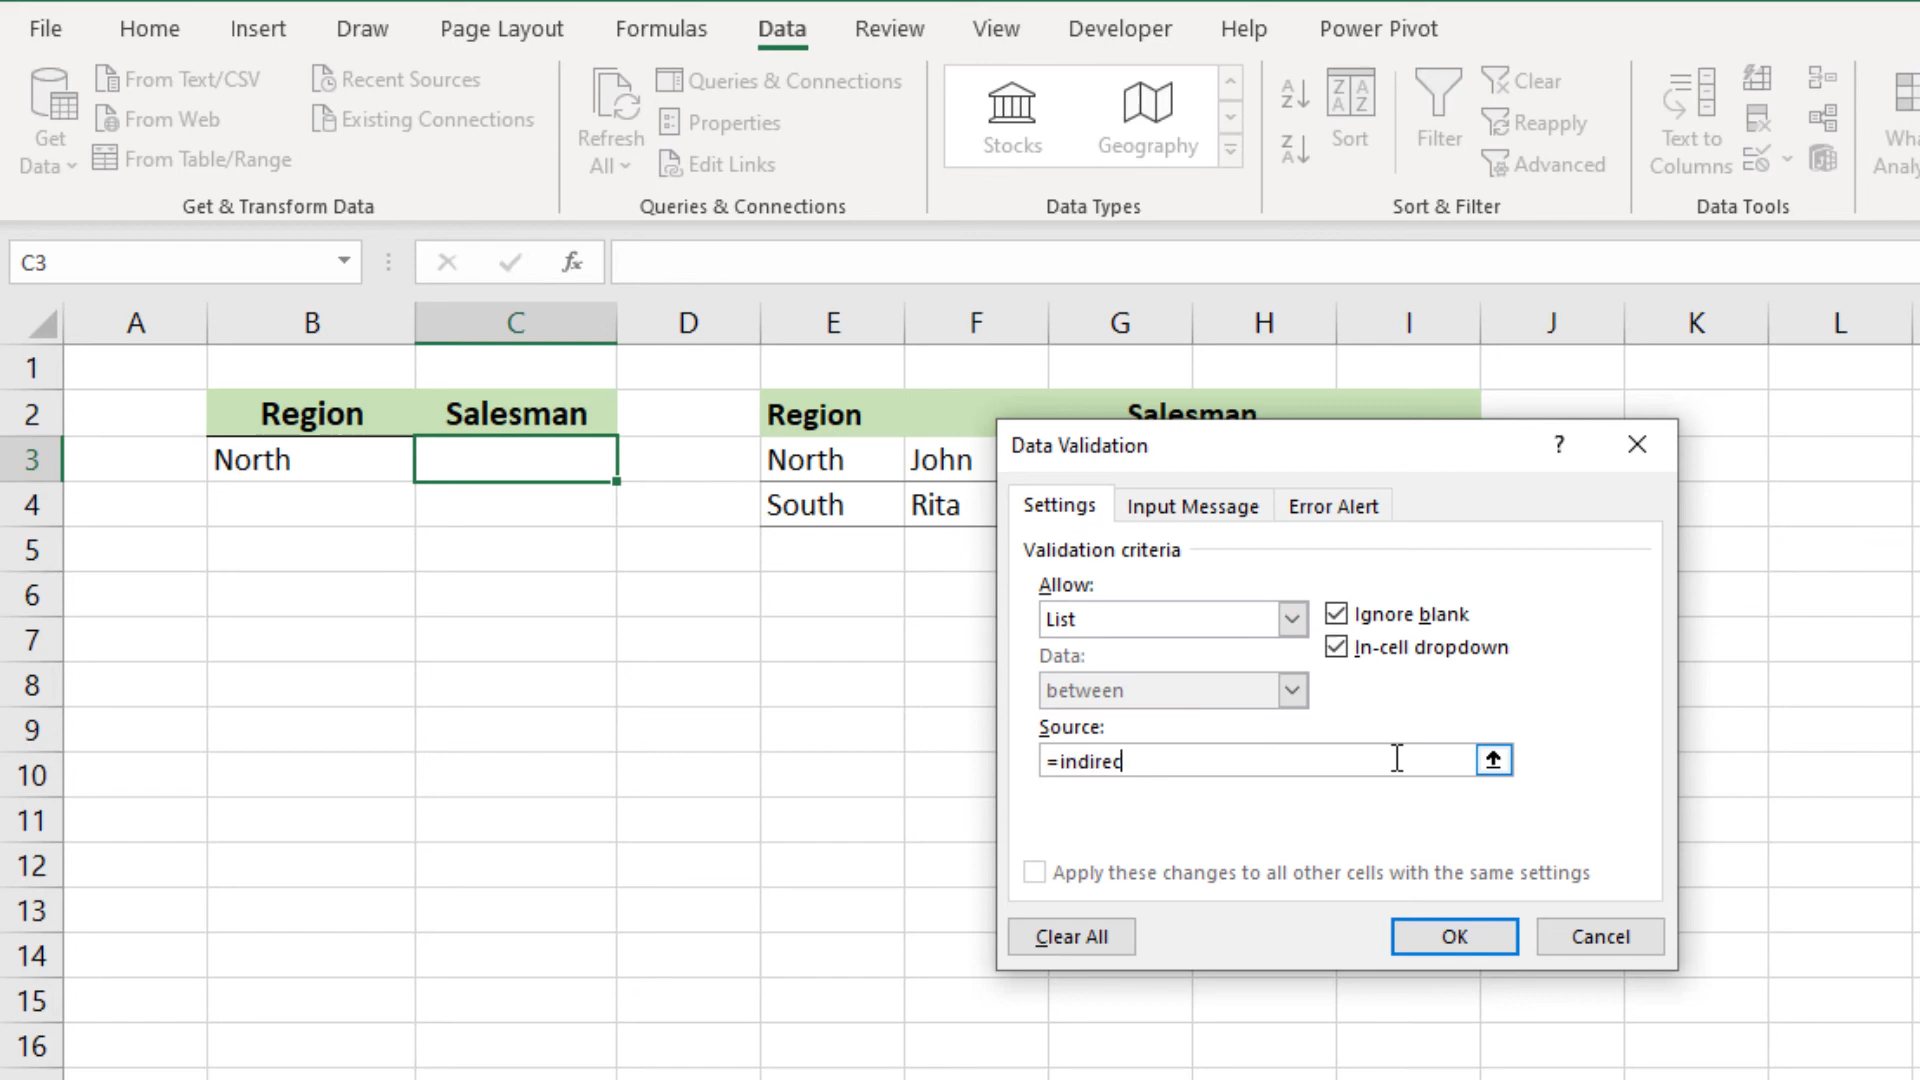 File Home Insert Draw Page Layout Formulas Data Review View Developer Help Power Pivot
Get Data
From Text/CSV
From Web
From Table/Range
Recent Sources
Existing Connections
Get & Transform Data
Refresh All
Queries & Connections
Properties
Edit Links
Queries & Connections
Stocks
Geography
Data Types
Sort
Filter
Clear
Reapply
Advanced
Sort & Filter
Text to Columns
Data Tools
C3
fx
A B C D E F G H I J K L
1
2 Region Salesman Region Salesman
3 North North John
4 South Rita
5
6
7
8
9
10
11
12
13
14
15
16
Data Validation ?
Settings Input Message Error Alert
Validation criteria
Allow:
List
Ignore blank
In-cell dropdown
Data:
between
Source:
=indirec
Apply these changes to all other cells with the same settings
Clear All OK Cancel